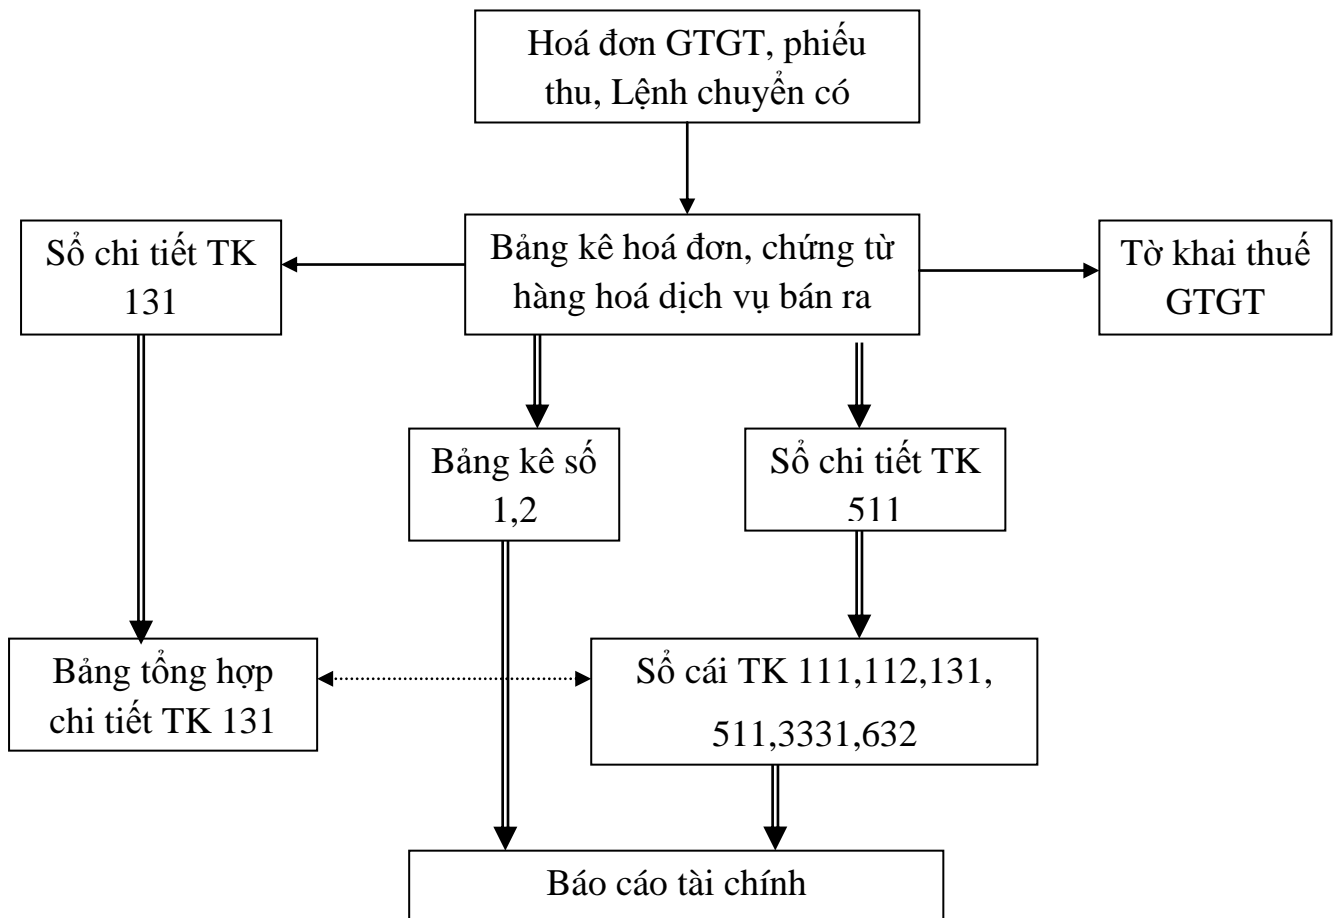 Hoá đơn GTGT, phiếu
thu, Lệnh chuyển có
Sổ chi tiết TK
131
Bảng kê hoá đơn, chứng từ
hàng hoá dịch vụ bán ra
Tờ khai thuế
GTGT
Bảng kê số
1,2
Sổ chi tiết TK
511
Bảng tổng hợp
chi tiết TK 131
Sổ cái TK 111,112,131,
511,3331,632
Báo cáo tài chính